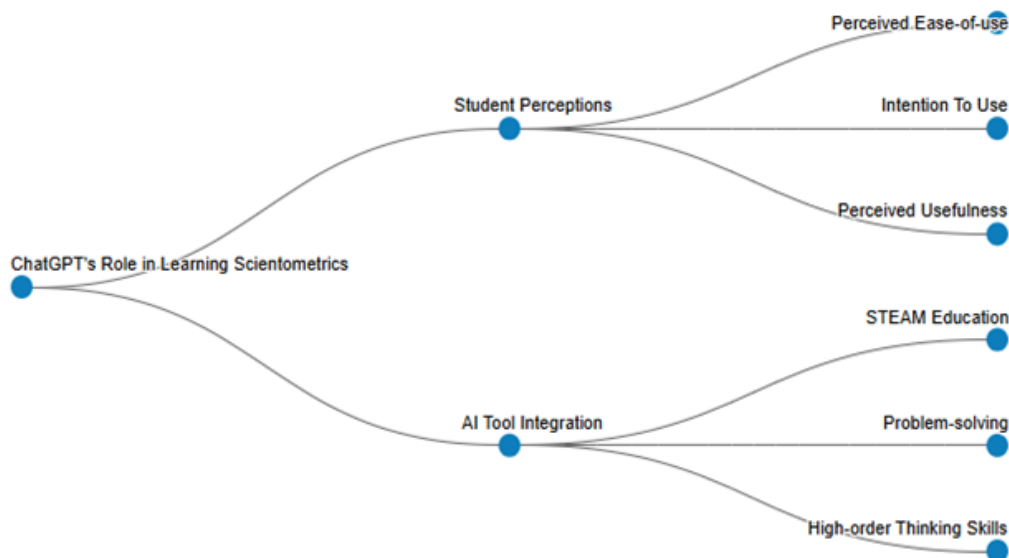 Perceived Ease-of-use
Student Perceptions
Intention To Use
Perceived Usefulness
ChatGPT's Role in Learning Scientometrics
STEAM Education
AI Tool Integration
Problem-solving
High-order Thinking Skills